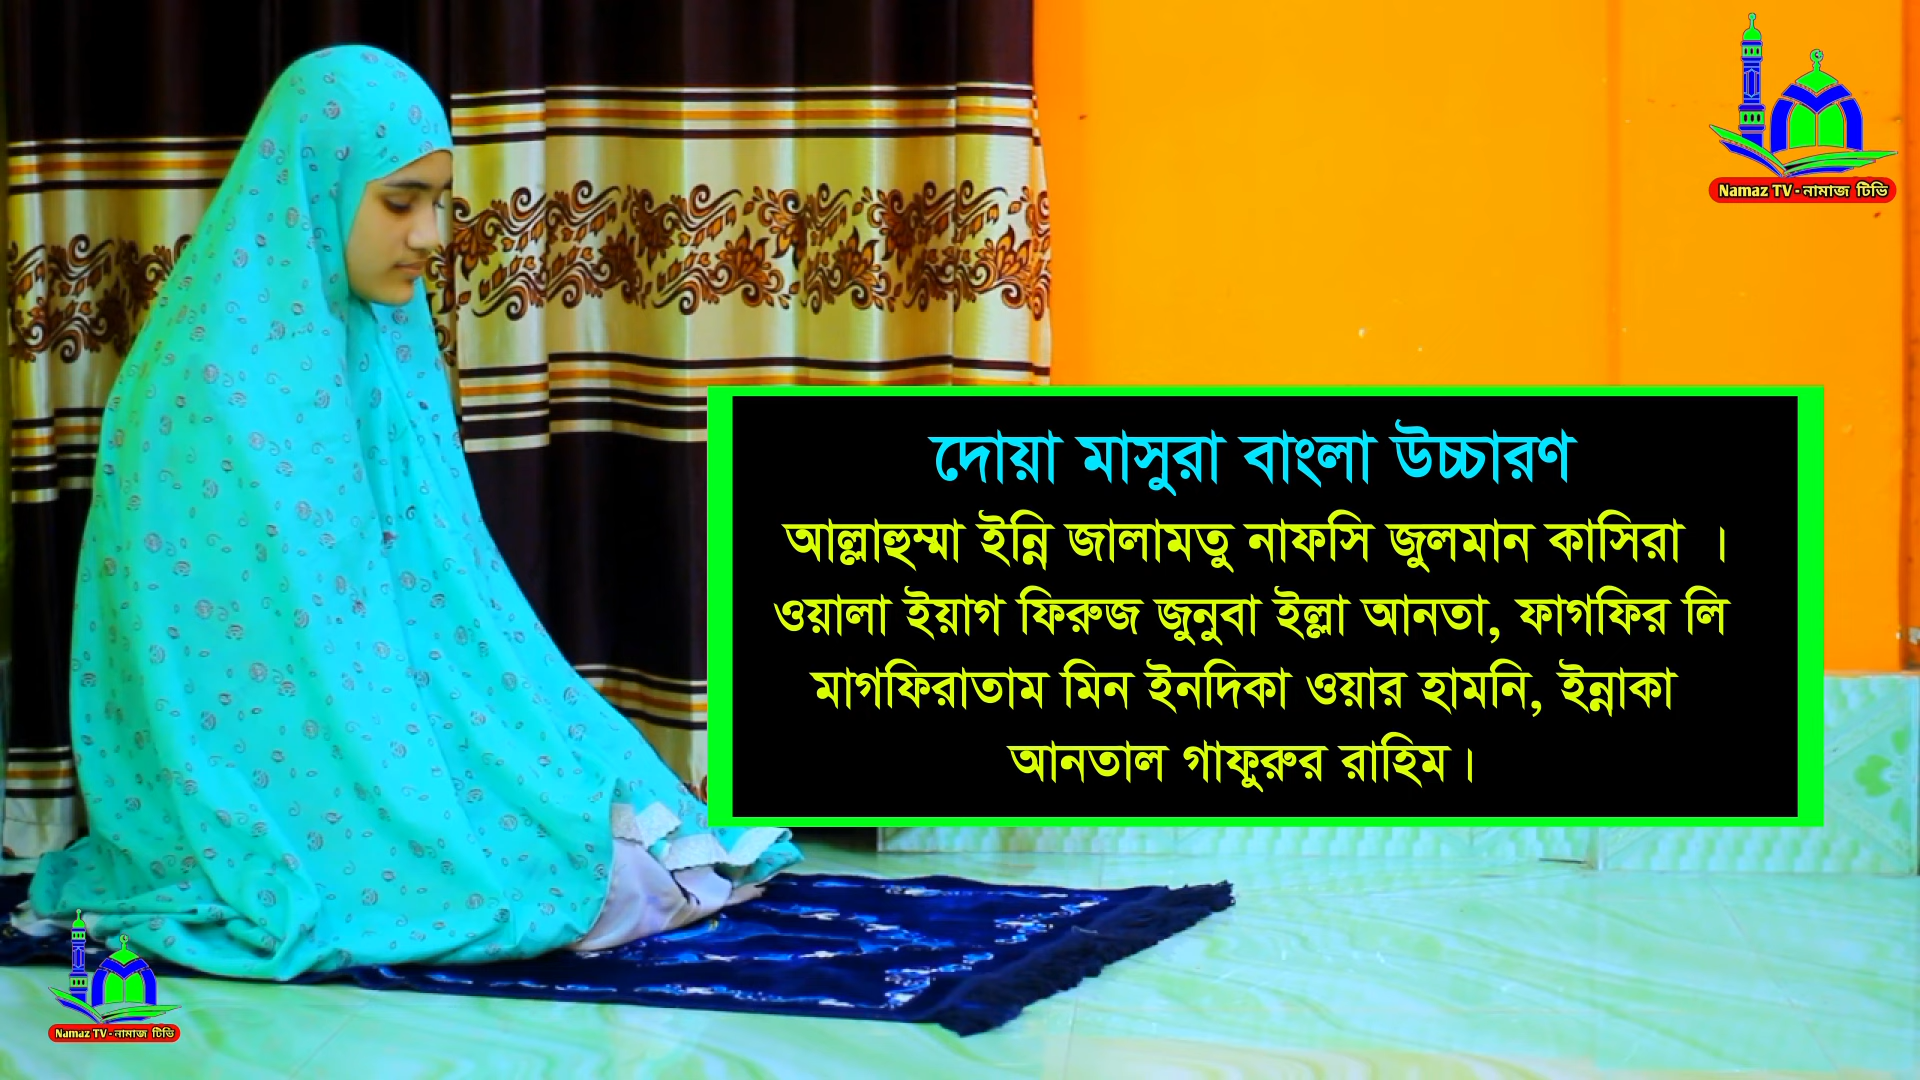 Namaz TV - নামাজ টিভি
দোয়া মাসুরা বাংলা উচ্চারণ
আল্লাহুম্মা ইন্নি জালামতু নাফসি জুলমান কাসিরা ।
ওয়ালা ইয়াগ ফিরুজ জুনুবা ইল্লা আনতা, ফাগফির লি
মাগফিরাতাম মিন ইনদিকা ওয়ার হামনি, ইন্নাকা
আনতাল গাফুরুর রাহিম।
Namaz TV - নামাজ টিভি